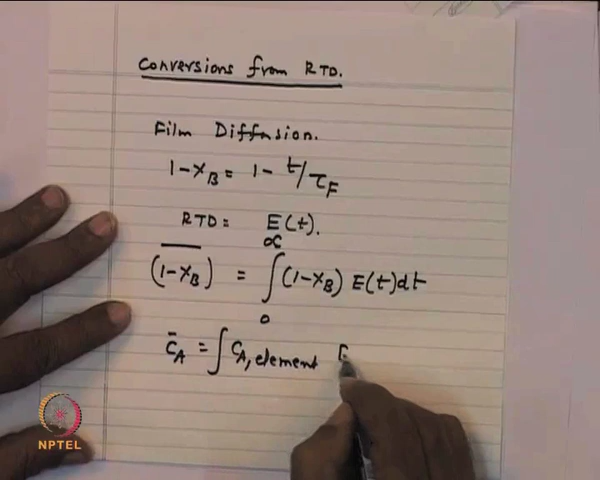 Conversions from RTD.
Film Diffusion.
1-X_B = 1 - t/τ_F
RTD = E(t).
(1-X_B) = ∫_0^∞ (1-X_B) E(t)dt
C̄_A = ∫ C_A, element E
NPTEL